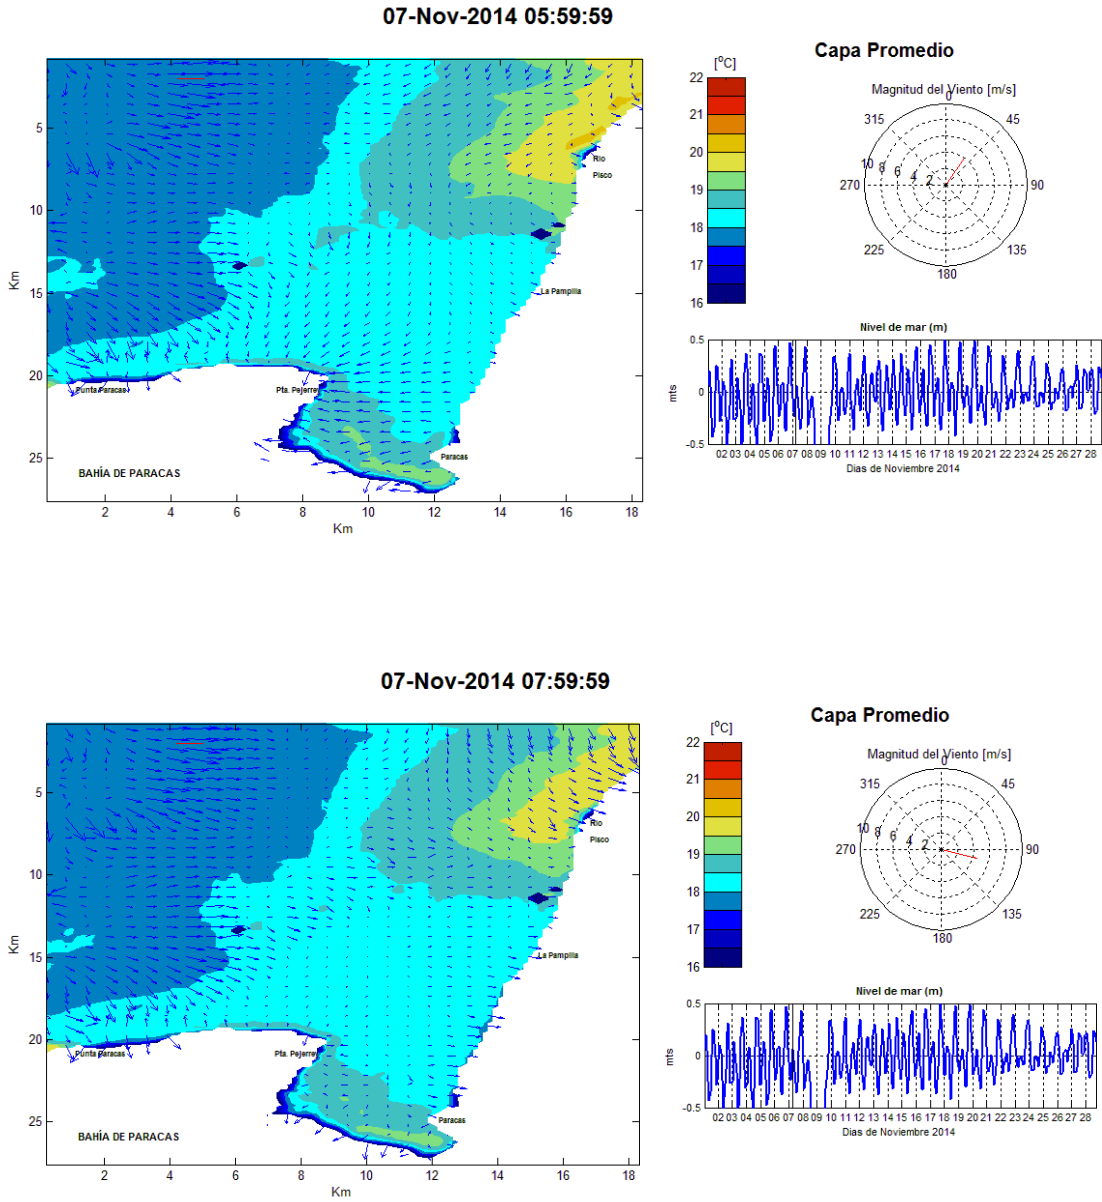 07-Nov-2014 05:59:59
Capa Promedio
[°C]
Magnitud del Viento [m/s]
0
315 45
10 8 6 4 2
270 90
225 135
180
22
21
20
19
18
17
16
5
10
15
20
25
Km
Rio
Pisco
La Pampilla
Punta Paracas
Pta. Pejerrey
Paracas
BAHÍA DE PARACAS
2 4 6 8 10 12 14 16 18
Km
Nivel de mar (m)
0.5
0
-0.5
mts
02 03 04 05 06 07 08 09 10 11 12 13 14 15 16 17 18 19 20 21 22 23 24 25 26 27 28
Dias de Noviembre 2014
07-Nov-2014 07:59:59
Capa Promedio
[°C]
Magnitud del Viento [m/s]
0
315 45
10 8 6 4 2
270 90
225 135
180
22
21
20
19
18
17
16
5
10
15
20
25
Km
Rio
Pisco
La Pampilla
Punta Paracas
Pta. Pejerrey
Paracas
BAHÍA DE PARACAS
2 4 6 8 10 12 14 16 18
Km
Nivel de mar (m)
0.5
0
-0.5
mts
02 03 04 05 06 07 08 09 10 11 12 13 14 15 16 17 18 19 20 21 22 23 24 25 26 27 28
Dias de Noviembre 2014